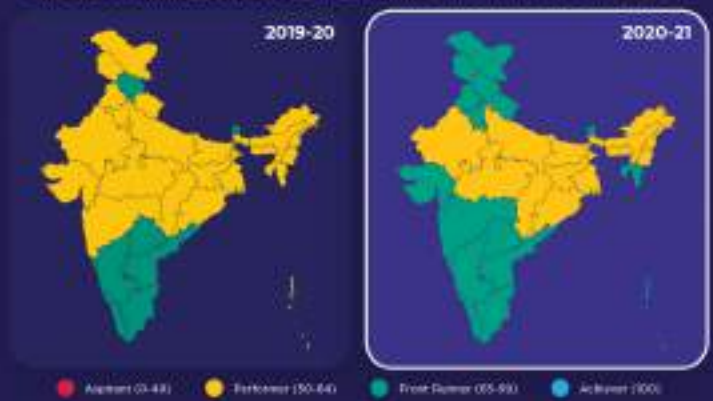 2019-20
2020-21
Aspirant (0-49)
Performer (50-64)
Front Runner (65-99)
Achiever (100)